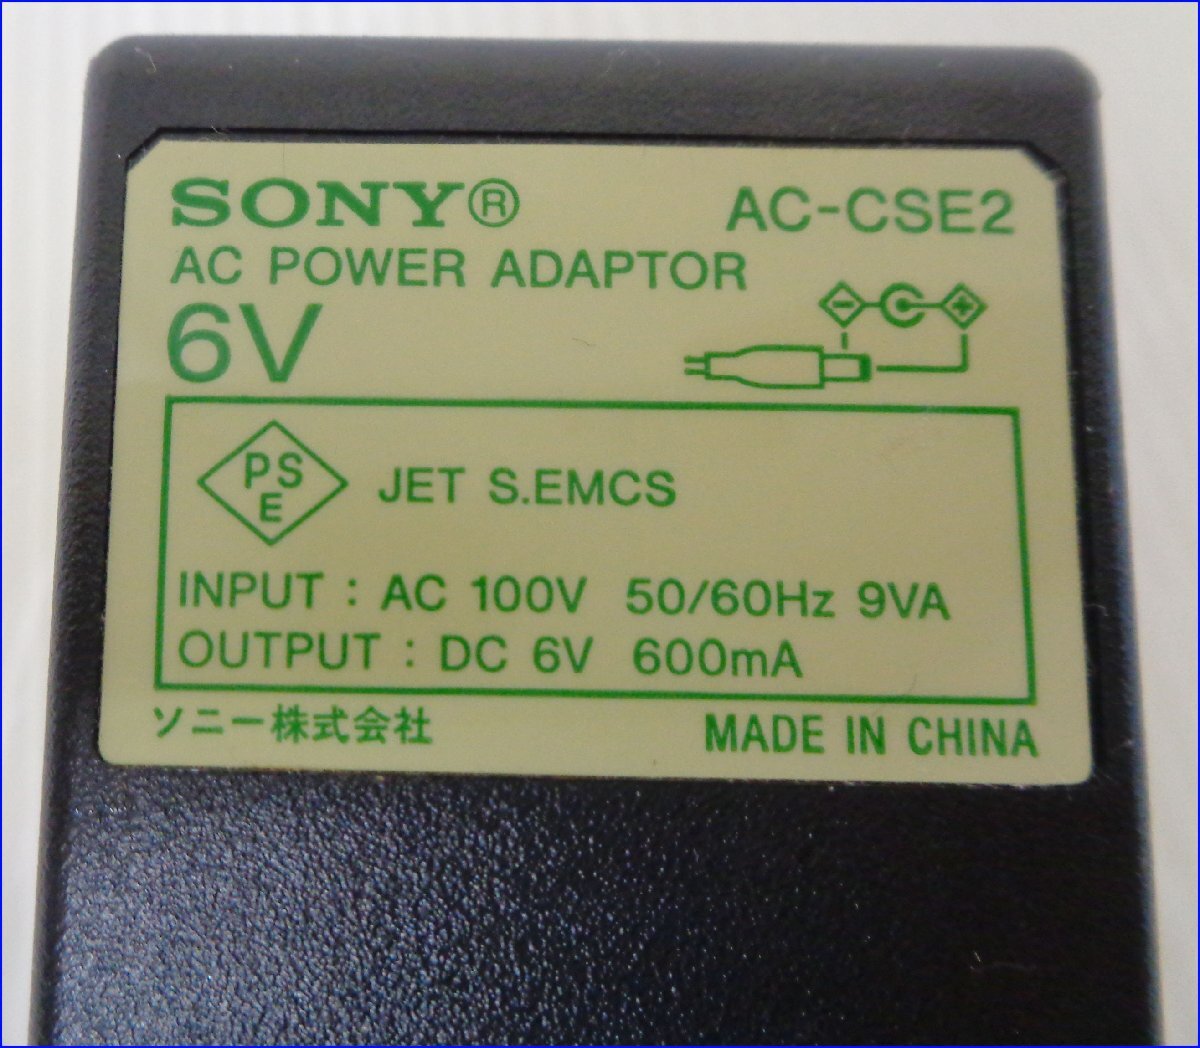 SONY® AC-CSE2
AC POWER ADAPTOR
6V
- +
PS
E
JET S.EMCS
INPUT : AC 100V 50/60Hz 9VA
OUTPUT : DC 6V 600mA
ソニー株式会社 MADE IN CHINA